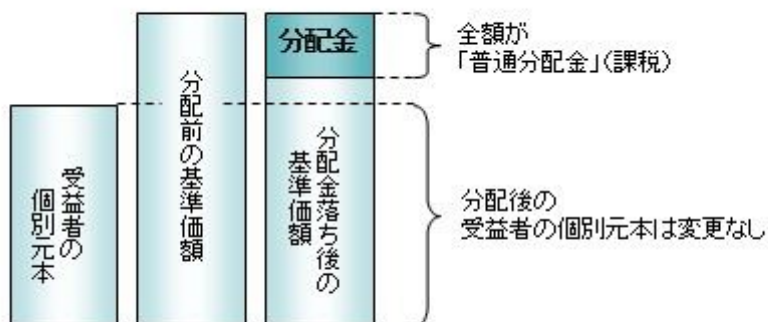 受益者の
個別元本
分配前の基準価額
分配金
分配金落ち後の
基準価額
全額が
「普通分配金」(課税)
分配後の
受益者の個別元本は変更なし